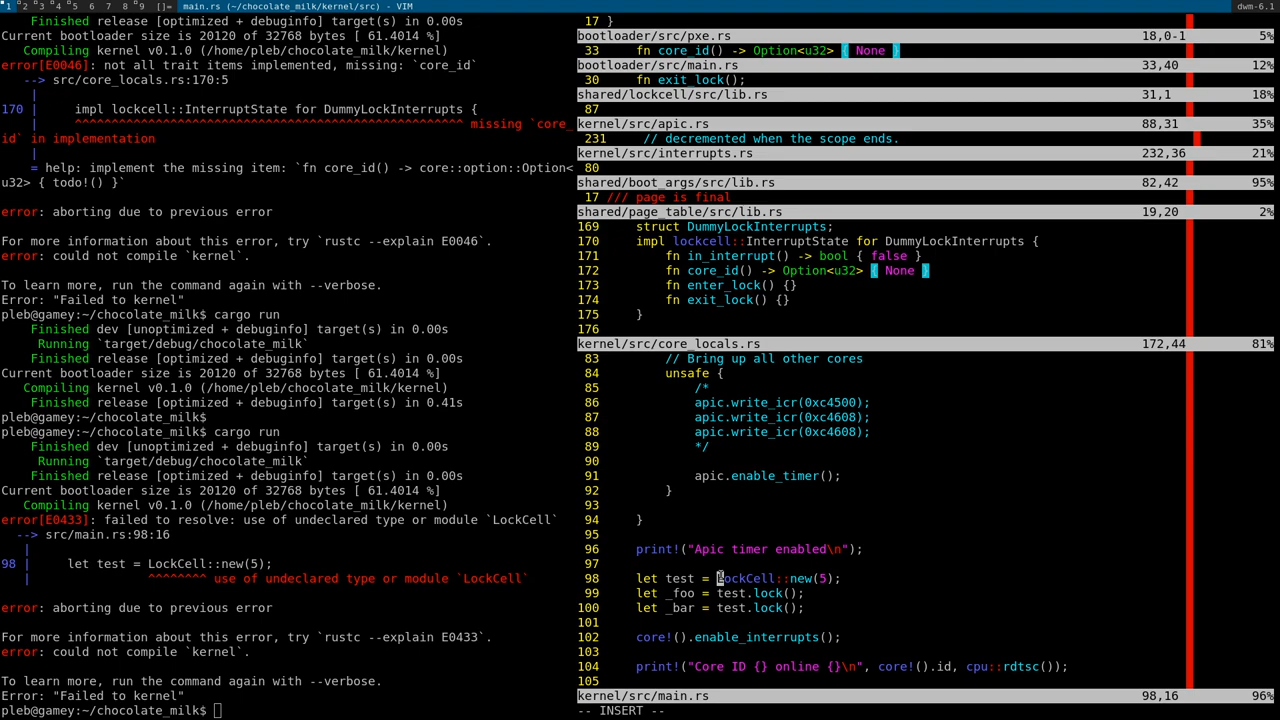 1 2 3 4 5 6 7 8 9 []= main.rs (~/chocolate_milk/kernel/src) - VIM dwm-6.1
Finished release [optimized + debuginfo] target(s) in 0.00s
Current bootloader size is 20120 of 32768 bytes [ 61.4014 %]
Compiling kernel v0.1.0 (/home/pleb/chocolate_milk/kernel)
error[E0046]: not all trait items implemented, missing: `core_id`
--> src/core_locals.rs:170:5
|
170 | impl lockcell::InterruptState for DummyLockInterrupts {
| ^^^^^^^^^^^^^^^^^^^^^^^^^^^^^^^^^^^^^^^^^^^^^^^^^^^^^ missing `core_
id` in implementation
|
= help: implement the missing item: `fn core_id() -> core::option::Option<
u32> { todo!() }`
error: aborting due to previous error
For more information about this error, try `rustc --explain E0046`.
error: could not compile `kernel`.
To learn more, run the command again with --verbose.
Error: "Failed to kernel"
pleb@gamey:~/chocolate_milk$ cargo run
Finished dev [unoptimized + debuginfo] target(s) in 0.00s
Running `target/debug/chocolate_milk`
Finished release [optimized + debuginfo] target(s) in 0.00s
Current bootloader size is 20120 of 32768 bytes [ 61.4014 %]
Compiling kernel v0.1.0 (/home/pleb/chocolate_milk/kernel)
Finished release [optimized + debuginfo] target(s) in 0.41s
pleb@gamey:~/chocolate_milk$
pleb@gamey:~/chocolate_milk$ cargo run
Finished dev [unoptimized + debuginfo] target(s) in 0.00s
Running `target/debug/chocolate_milk`
Finished release [optimized + debuginfo] target(s) in 0.00s
Current bootloader size is 20120 of 32768 bytes [ 61.4014 %]
Compiling kernel v0.1.0 (/home/pleb/chocolate_milk/kernel)
error[E0433]: failed to resolve: use of undeclared type or module `LockCell`
--> src/main.rs:98:16
|
98 | let test = LockCell::new(5);
| ^^^^^^^^ use of undeclared type or module `LockCell`
error: aborting due to previous error
For more information about this error, try `rustc --explain E0433`.
error: could not compile `kernel`.
To learn more, run the command again with --verbose.
Error: "Failed to kernel"
pleb@gamey:~/chocolate_milk$
17 }
bootloader/src/pxe.rs 18,0-1 5%
33 fn core_id() -> Option<u32> { None }
bootloader/src/main.rs 33,40 12%
30 fn exit_lock();
shared/lockcell/src/lib.rs 31,1 18%
87
kernel/src/apic.rs 88,31 35%
231 // decremented when the scope ends.
kernel/src/interrupts.rs 232,36 21%
80
shared/boot_args/src/lib.rs 82,42 95%
17 /// page is final
shared/page_table/src/lib.rs 19,20 2%
169 struct DummyLockInterrupts;
170 impl lockcell::InterruptState for DummyLockInterrupts {
171 fn in_interrupt() -> bool { false }
172 fn core_id() -> Option<u32> { None }
173 fn enter_lock() {}
174 fn exit_lock() {}
175 }
176
kernel/src/core_locals.rs 172,44 81%
83 // Bring up all other cores
84 unsafe {
85 /*
86 apic.write_icr(0xc4500);
87 apic.write_icr(0xc4608);
88 apic.write_icr(0xc4608);
89 */
90
91 apic.enable_timer();
92 }
93
94 }
95
96 print!("Apic timer enabled\n");
97
98 let test = LockCell::new(5);
99 let _foo = test.lock();
100 let _bar = test.lock();
101
102 core!().enable_interrupts();
103
104 print!("Core ID {} online {}\n", core!().id, cpu::rdtsc());
105
kernel/src/main.rs 98,16 96%
-- INSERT --